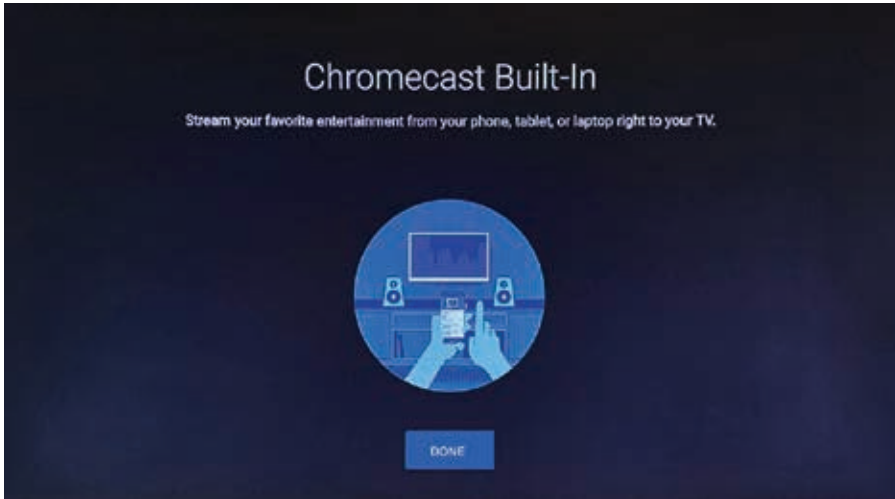 Chromecast Built-In
Stream your favorite entertainment from your phone, tablet, or laptop right to your TV.
DONE